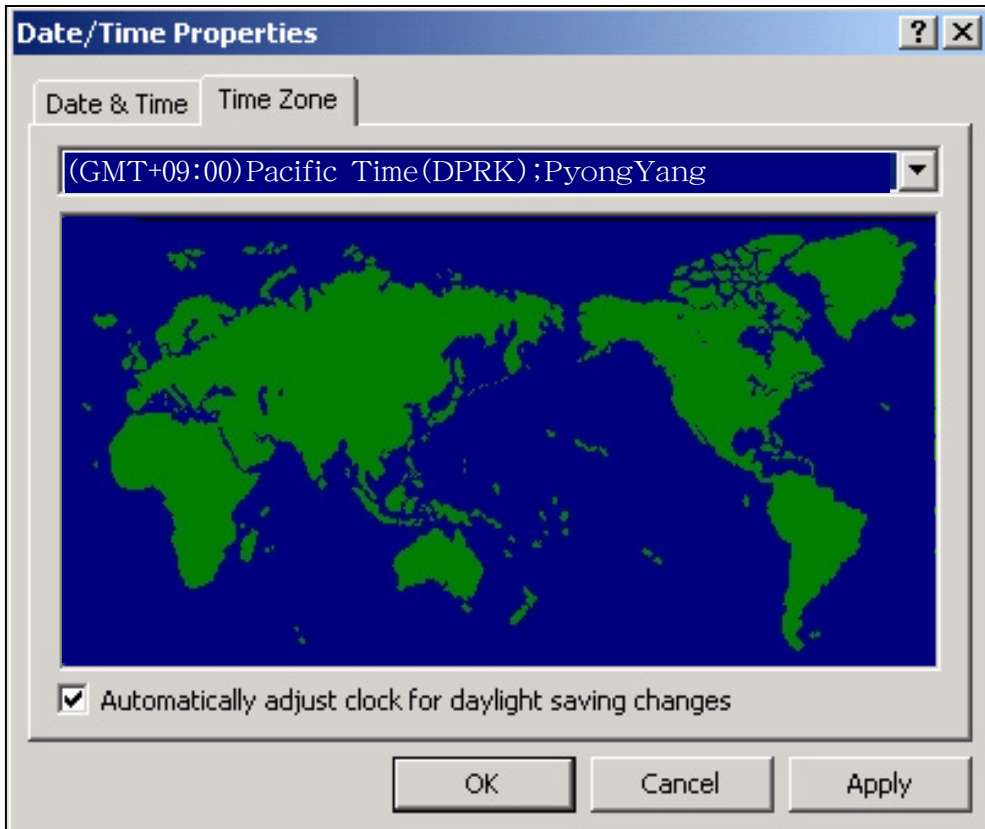 Date/Time Properties
Date & Time
Time Zone
(GMT+09:00)Pacific Time(DPRK);PyongYang
Automatically adjust clock for daylight saving changes
OK
Cancel
Apply